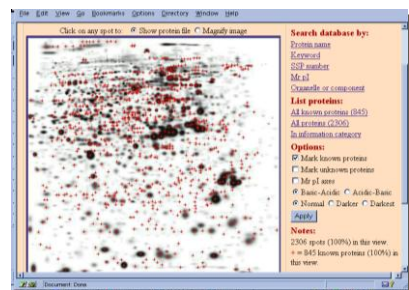 File Edit View Go Bookmarks Options Directory Window Help
Click on any spot to: Show protein file Magnify image
Search database by:
Protein name
Keyword
SSP number
Mr pI
Organelle or component
List proteins:
All known proteins (845)
All proteins (2306)
In information category
Options:
Mark known proteins
Mark unknown proteins
Mr pI axes
Basic-Acidic Acidic-Basic
Normal Darker Darkest
Apply
Notes:
2306 spots (100%) in this view.
+ = 845 known proteins (100%) in
this view.
Document: Done